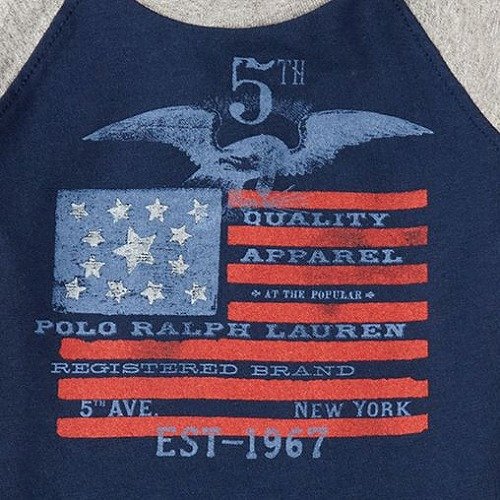 5TH
QUALITY
APPAREL
AT THE POPULAR
POLO RALPH LAUREN
REGISTERED BRAND
5TH AVE. NEW YORK
EST-1967